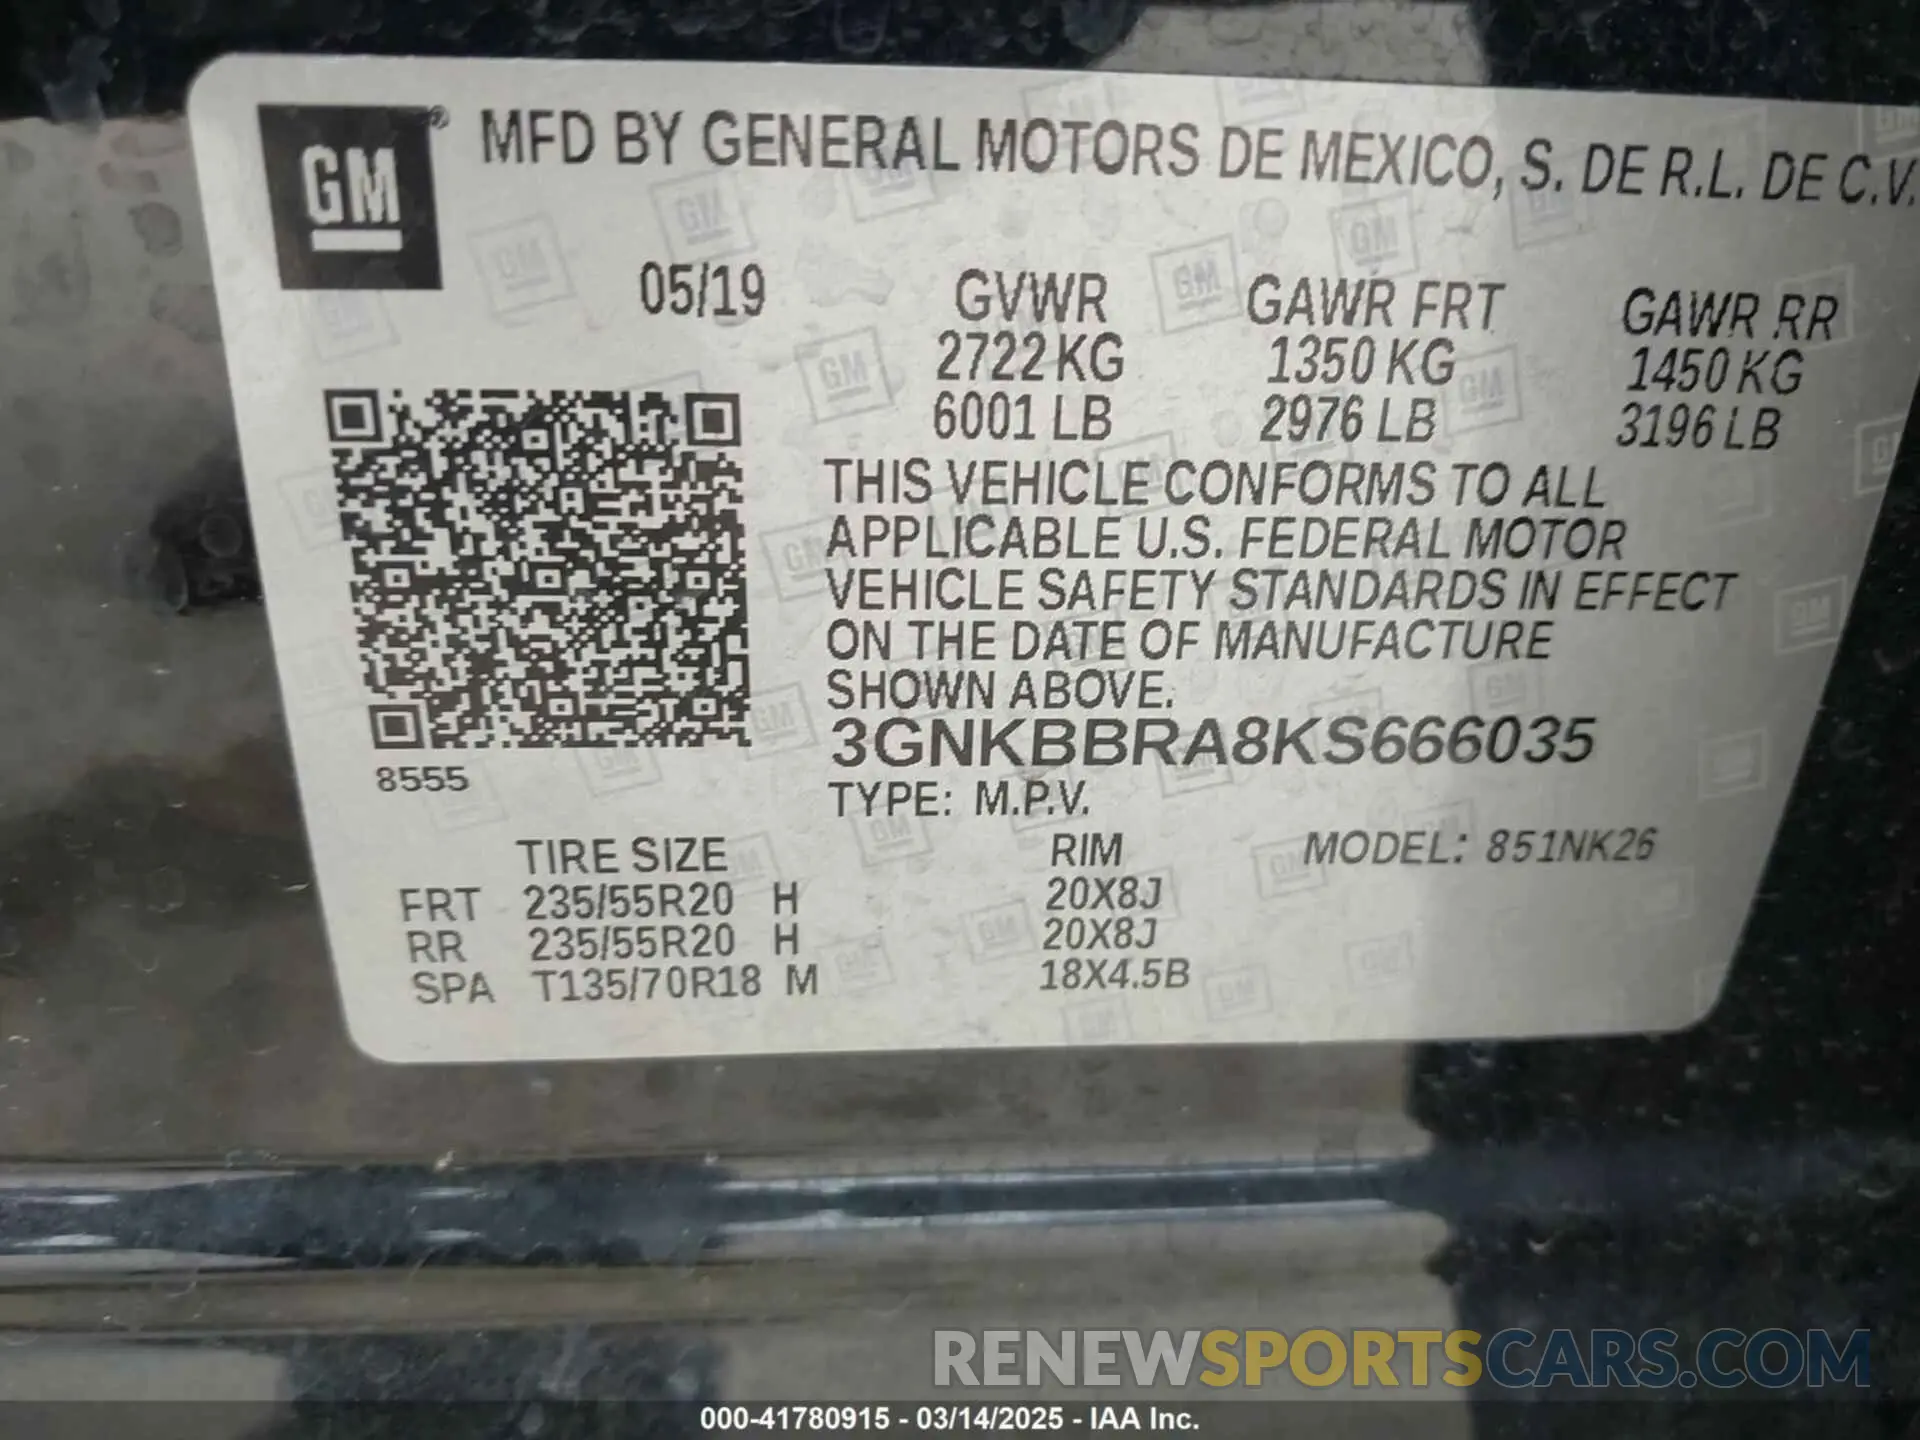 GM® MFD BY GENERAL MOTORS DE MEXICO, S. DE R.L. DE C.V.
05/19 GVWR GAWR FRT GAWR RR
2722 KG 1350 KG 1450 KG
6001 LB 2976 LB 3196 LB
THIS VEHICLE CONFORMS TO ALL
APPLICABLE U.S. FEDERAL MOTOR
VEHICLE SAFETY STANDARDS IN EFFECT
ON THE DATE OF MANUFACTURE
SHOWN ABOVE.
3GNKBBRA8KS666035
8555
TYPE: M.P.V.
TIRE SIZE RIM MODEL: 851NK26
FRT 235/55R20 H 20X8J
RR 235/55R20 H 20X8J
SPA T135/70R18 M 18X4.5B
RENEWSPORTSCARS.COM
000-41780915 - 03/14/2025 - IAA Inc.